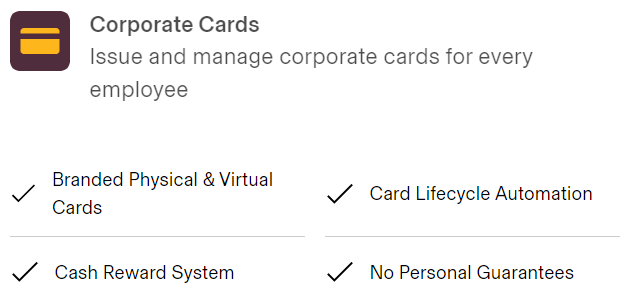 Corporate Cards
Issue and manage corporate cards for every
employee
Branded Physical & Virtual
Cards
Card Lifecycle Automation
Cash Reward System
No Personal Guarantees